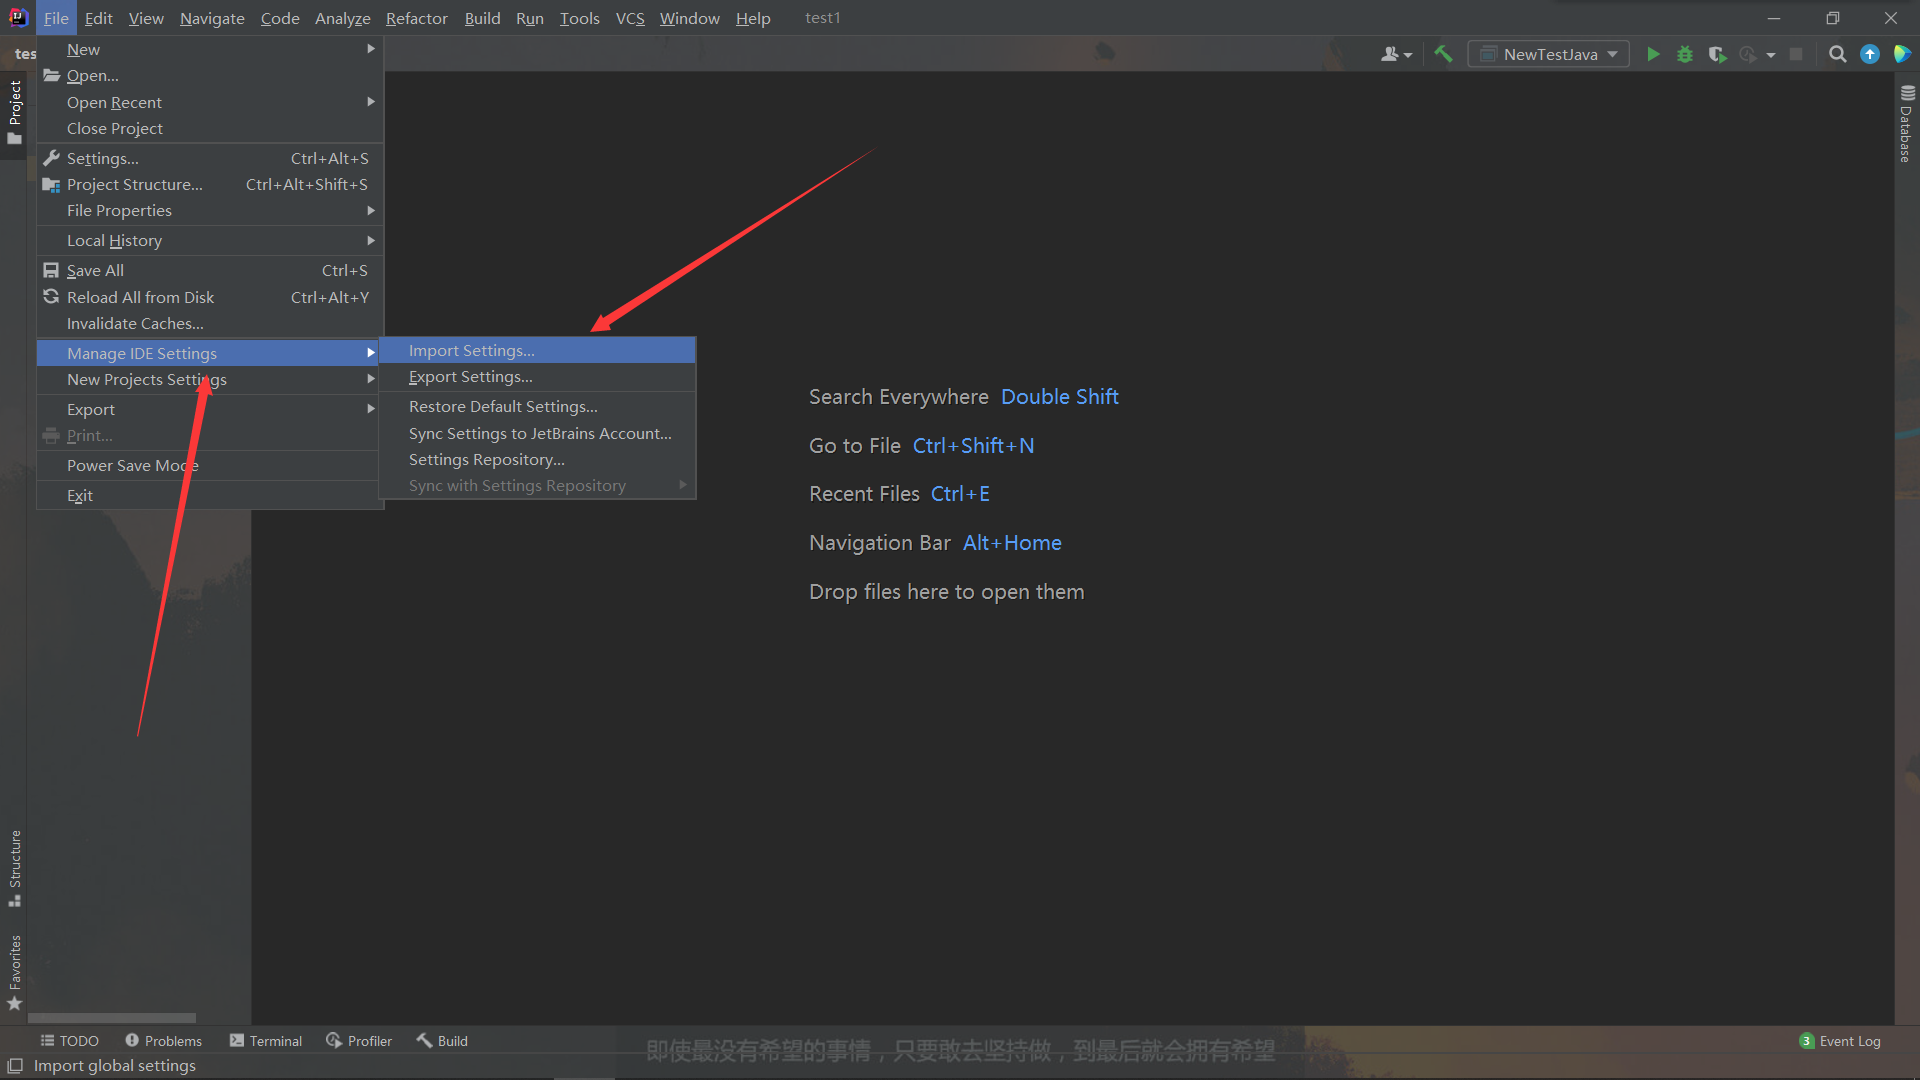 File Edit View Navigate Code Analyze Refactor Build Run Tools VCS Window Help test1
tes
NewTestJava
New
Open...
Open Recent
Close Project
Settings... Ctrl+Alt+S
Project Structure... Ctrl+Alt+Shift+S
File Properties
Local History
Save All Ctrl+S
Reload All from Disk Ctrl+Alt+Y
Invalidate Caches...
Manage IDE Settings
New Projects Settings
Export
Print...
Power Save Mode
Exit
Import Settings...
Export Settings...
Restore Default Settings...
Sync Settings to JetBrains Account...
Settings Repository...
Sync with Settings Repository
Search Everywhere Double Shift
Go to File Ctrl+Shift+N
Recent Files Ctrl+E
Navigation Bar Alt+Home
Drop files here to open them
Project
Structure
Favorites
Database
TODO Problems Terminal Profiler Build
即使最没有希望的事情，只要敢去坚持做，到最后就会拥有希望
3 Event Log
Import global settings